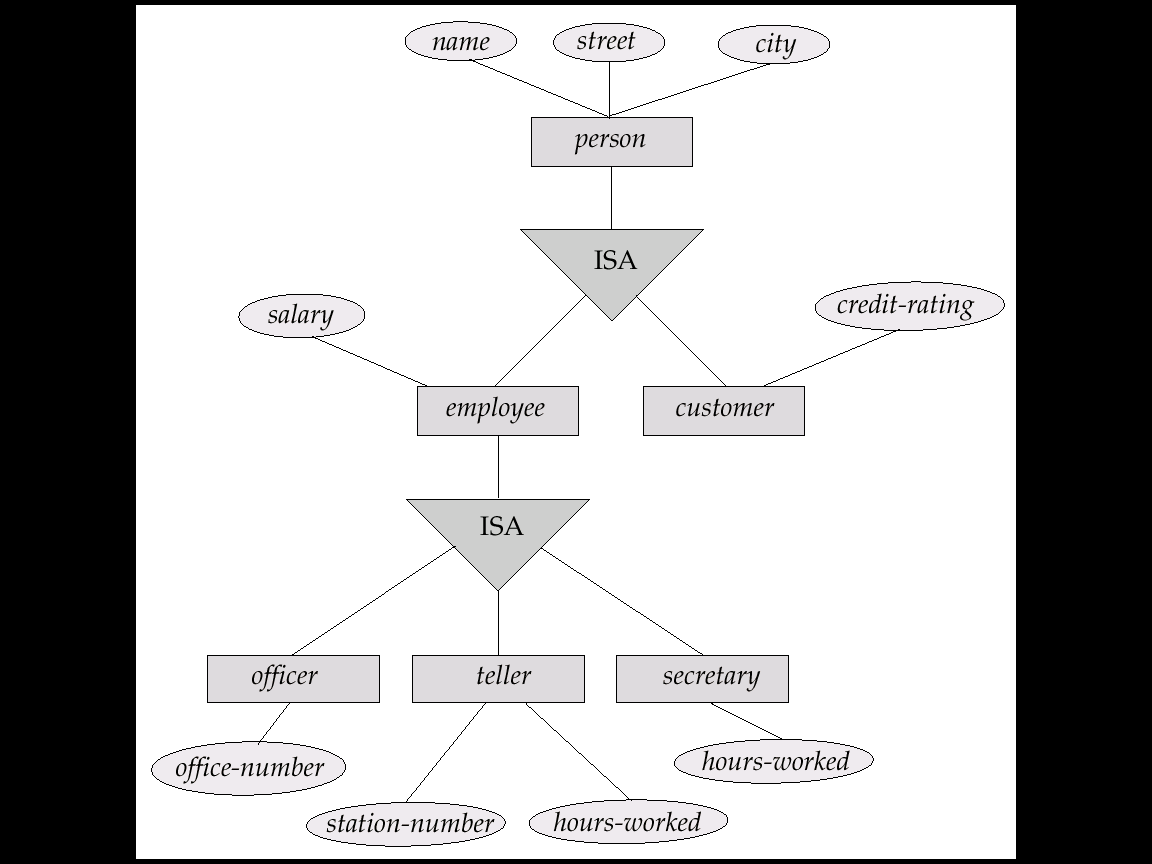 name
street
city
person
ISA
salary
credit-rating
employee
customer
ISA
officer
teller
secretary
office-number
hours-worked
station-number
hours-worked